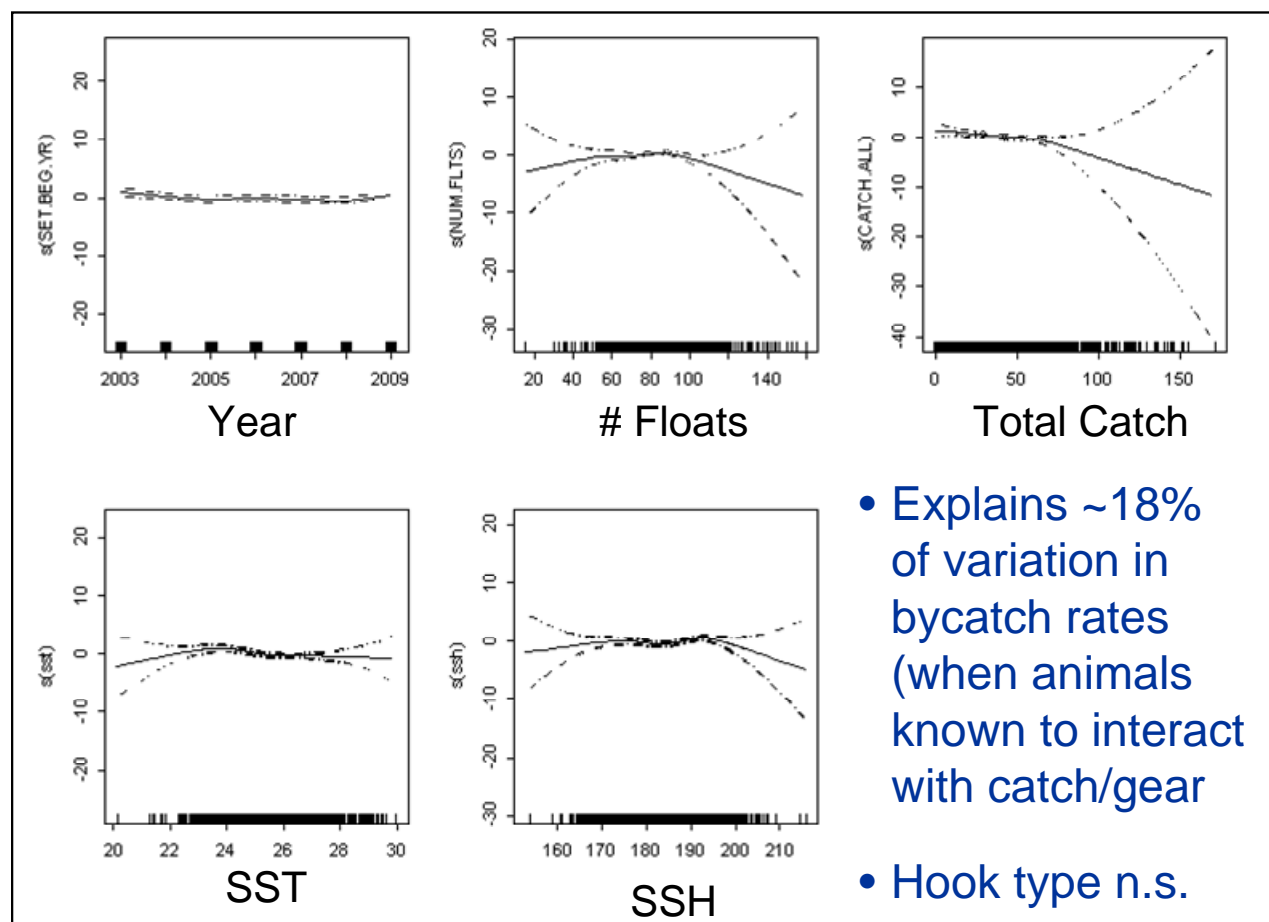 s(SET.BEG.YR)
20
10
0
-10
-20
2003 2005 2007 2009
Year
s(NUM.FLTS)
20
10
0
-10
-20
-30
20 40 60 80 100 140
# Floats
s(CATCH.ALL)
10
0
-10
-20
-30
-40
0 50 100 150
Total Catch
s(sst)
20
10
0
-10
-20
20 22 24 26 28 30
SST
s(ssh)
20
10
0
-10
-20
-30
160 170 180 190 200 210
SSH
• Explains ~18%
of variation in
bycatch rates
(when animals
known to interact
with catch/gear
• Hook type n.s.